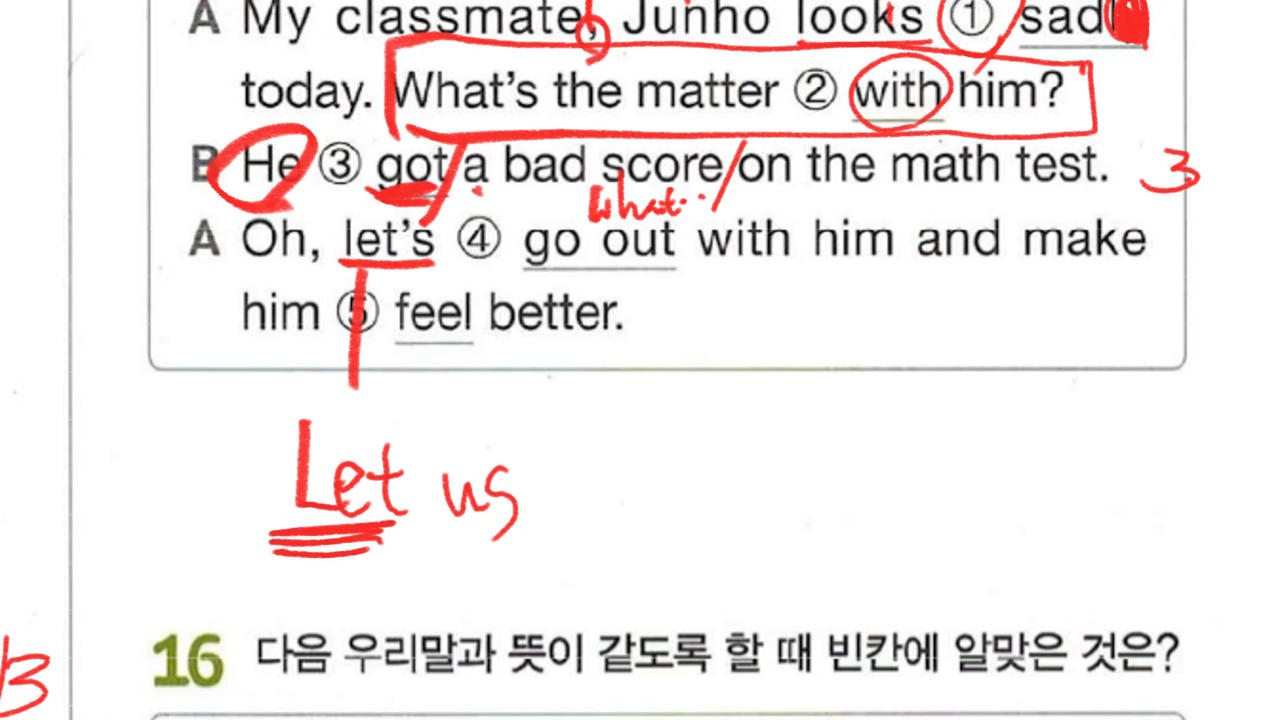 A My classmate, Junho looks ① sadly
today. What's the matter ② with him?
B He ③ got a bad score on the math test. 3
what..
A Oh, let's ④ go out with him and make
him ⑤ feel better.
Let us
16 다음 우리말과 뜻이 같도록 할 때 빈칸에 알맞은 것은?